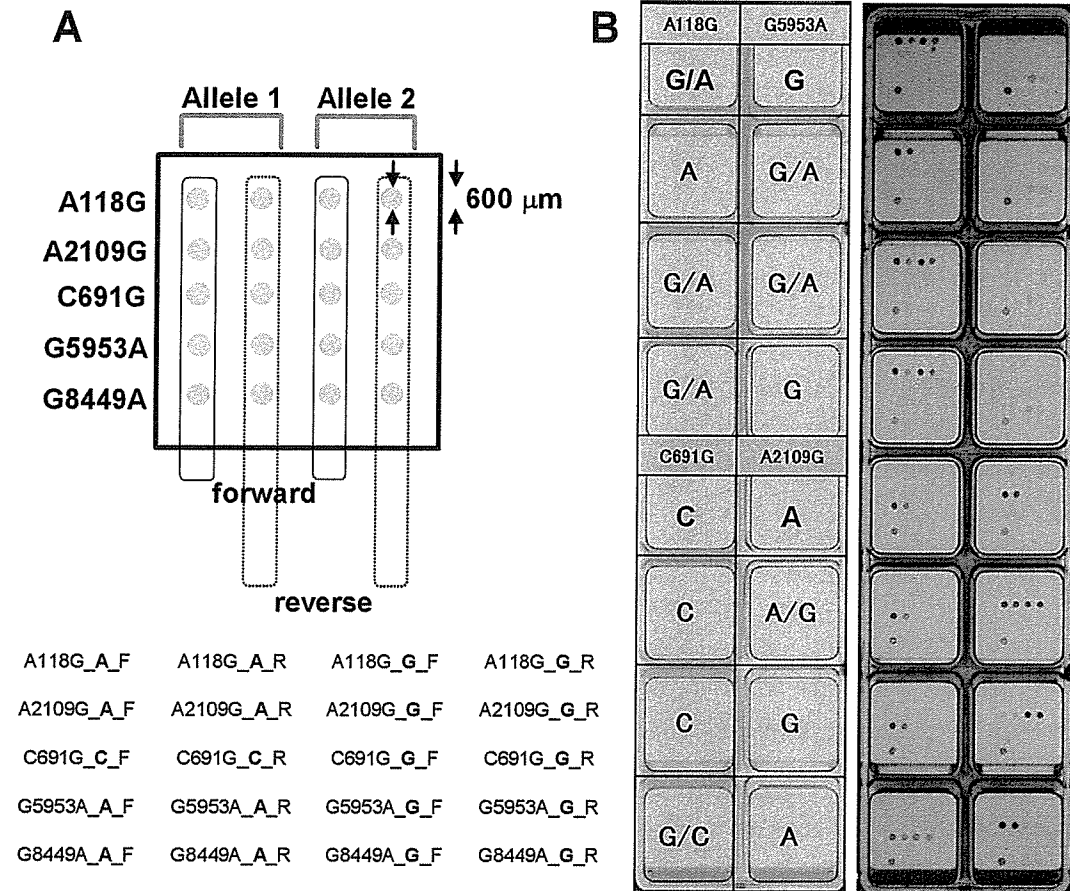 A
Allele 1 Allele 2
A118G
600 μm
A2109G
C691G
G5953A
G8449A
forward
reverse
A118G_A_F A118G_A_R A118G_G_F A118G_G_R
A2109G_A_F A2109G_A_R A2109G_G_F A2109G_G_R
C691G_C_F C691G_C_R C691G_G_F C691G_G_R
G5953A_A_F G5953A_A_R G5953A_G_F G5953A_G_R
G8449A_A_F G8449A_A_R G8449A_G_F G8449A_G_R
B
A118G G5953A
G/A G
A G/A
G/A G/A
G/A G
C691G A2109G
C A
C A/G
C G
G/C A